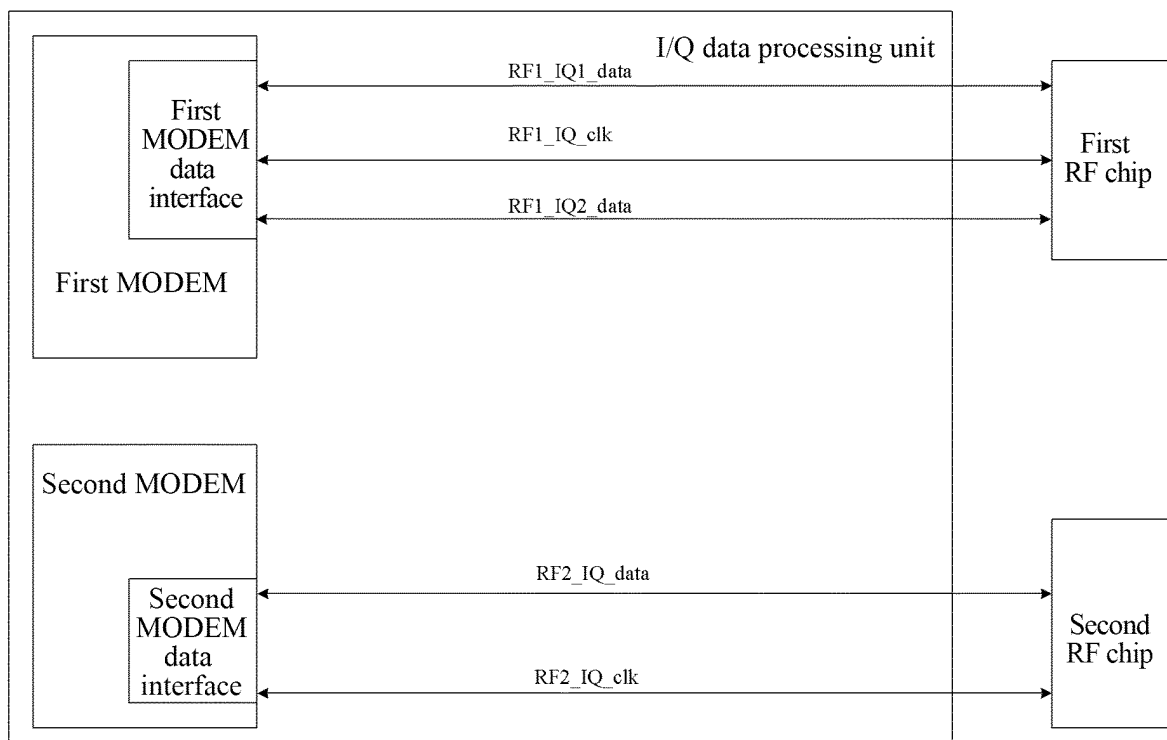 I/Q data processing unit
RF1_IQ1_data
First
MODEM
data
interface
RF1_IQ_clk
First
RF chip
RF1_IQ2_data
First MODEM
Second MODEM
RF2_IQ_data
Second
MODEM
data
interface
Second
RF chip
RF2_IQ_clk